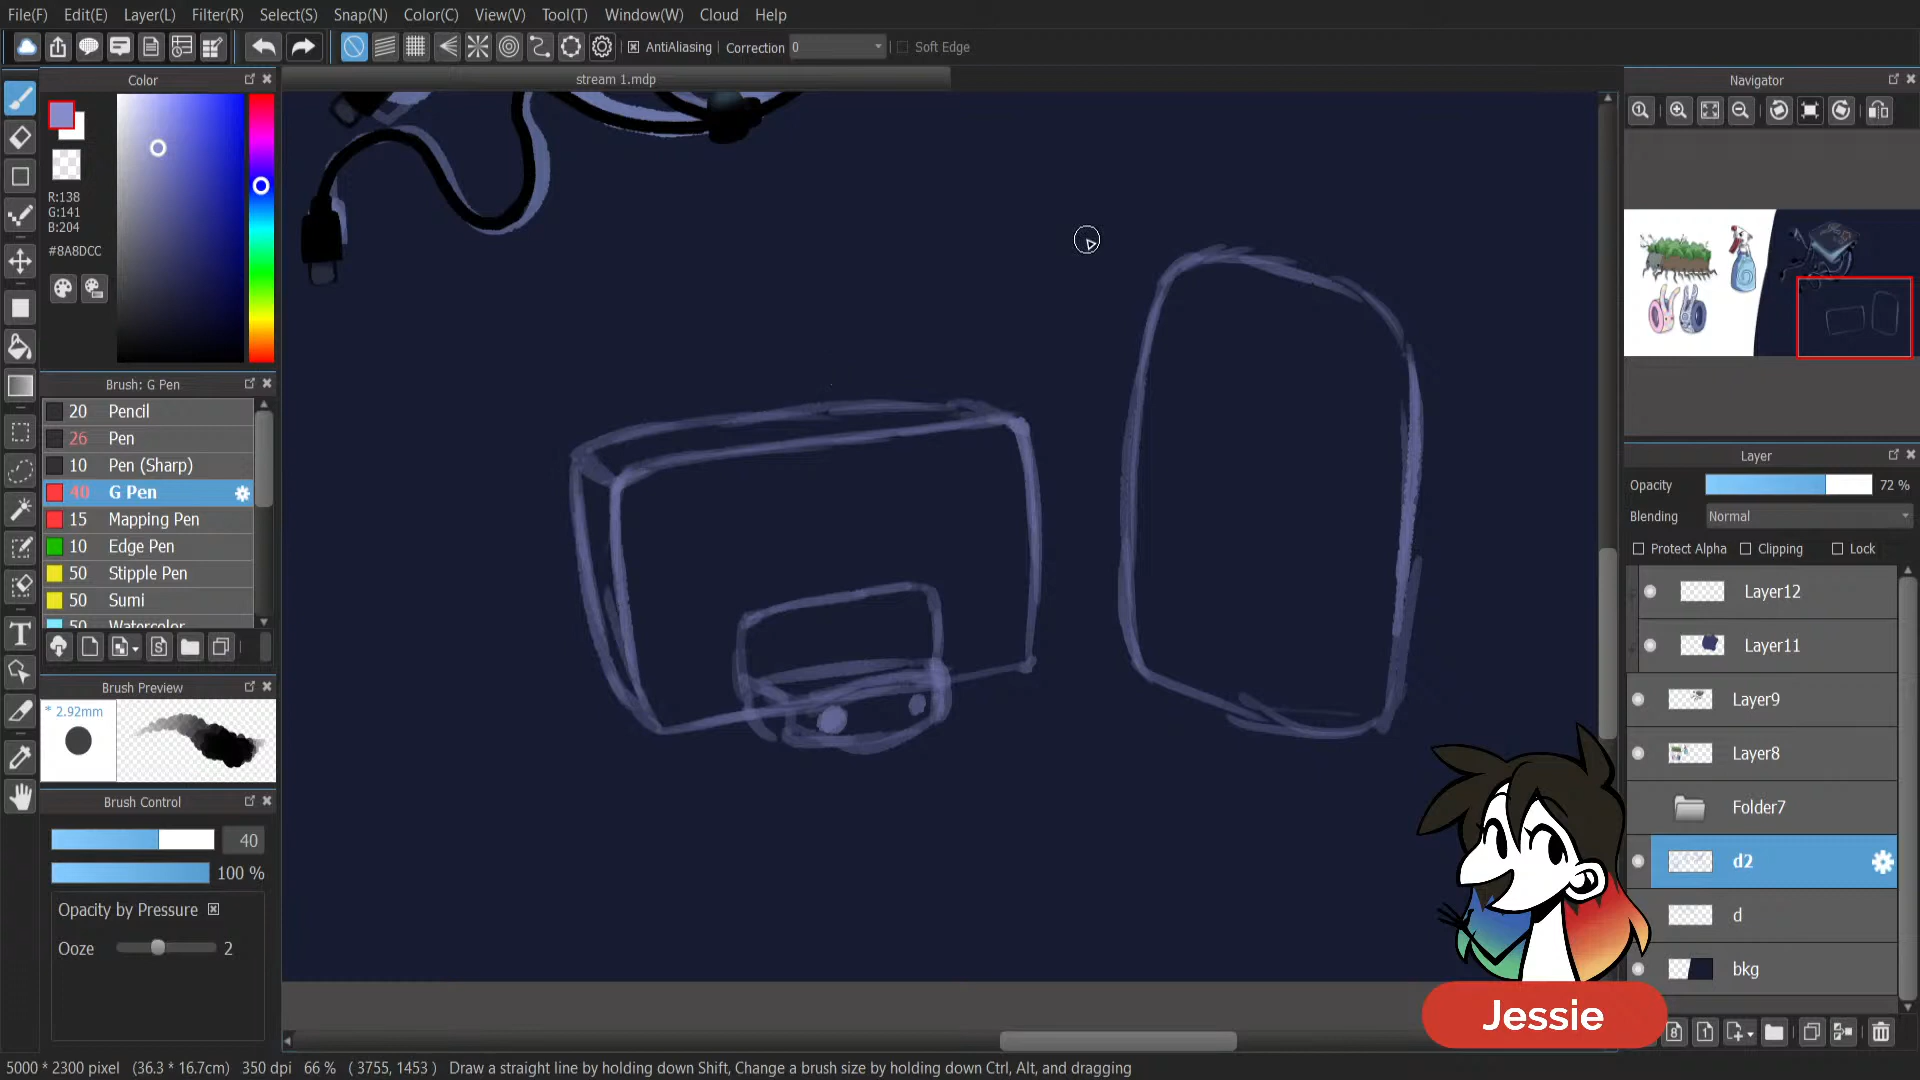 File(F) Edit(E) Layer(L) Filter(R) Select(S) Snap(N) Color(C) View(V) Tool(T) Window(W) Cloud Help
AntiAliasing Correction 0 Soft Edge
Color
stream 1.mdp
Navigator
R:138
G:141
B:204
#8A8DCC
Brush: G Pen
20 Pencil
26 Pen
10 Pen (Sharp)
40 G Pen
15 Mapping Pen
10 Edge Pen
50 Stipple Pen
50 Sumi
50 Watercolor
Brush Preview
* 2.92mm
Brush Control
40
100 %
Opacity by Pressure
Ooze 2
Layer
Opacity 72 %
Blending Normal
Protect Alpha Clipping Lock
Layer12
Layer11
Layer9
Layer8
Folder7
d2
d
bkg
Jessie
5000 * 2300 pixel (36.3 * 16.7cm) 350 dpi 66 % ( 3755, 1453 ) Draw a straight line by holding down Shift, Change a brush size by holding down Ctrl, Alt, and dragging